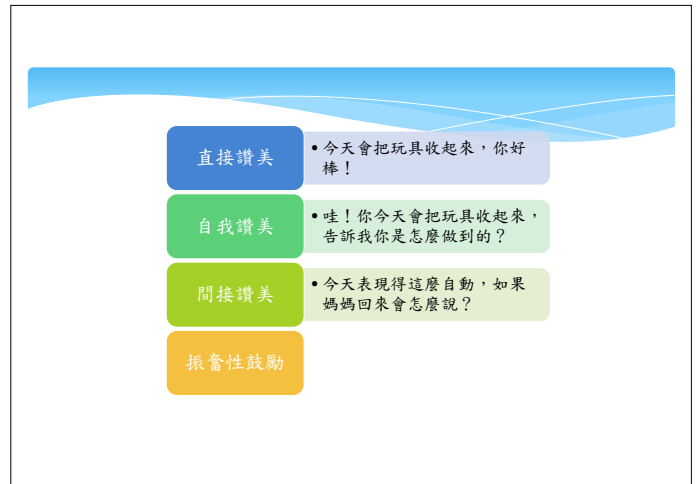 直接讚美
•今天會把玩具收起來，你好
棒！
自我讚美
•哇！你今天會把玩具收起來，
告訴我你是怎麼做到的？
間接讚美
•今天表現得這麼自動，如果
媽媽回來會怎麼說？
振奮性鼓勵